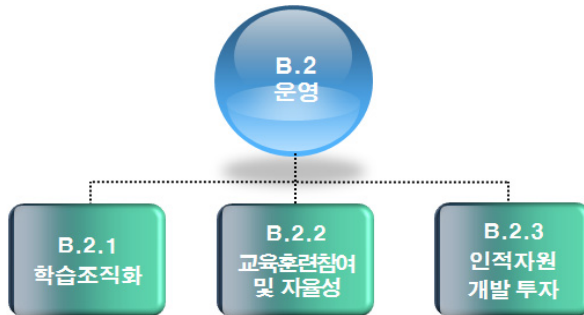 B.2
운영
B.2.1
학습조직화
B.2.2
교육훈련참여
및 자율성
B.2.3
인적자원
개발 투자